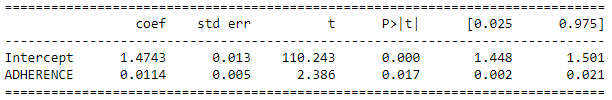 ==============================================================================
                 coef    std err          t      P>|t|      [0.025      0.975]
------------------------------------------------------------------------------
Intercept      1.4743      0.013    110.243      0.000       1.448       1.501
ADHERENCE      0.0114      0.005      2.386      0.017       0.002       0.021
==============================================================================